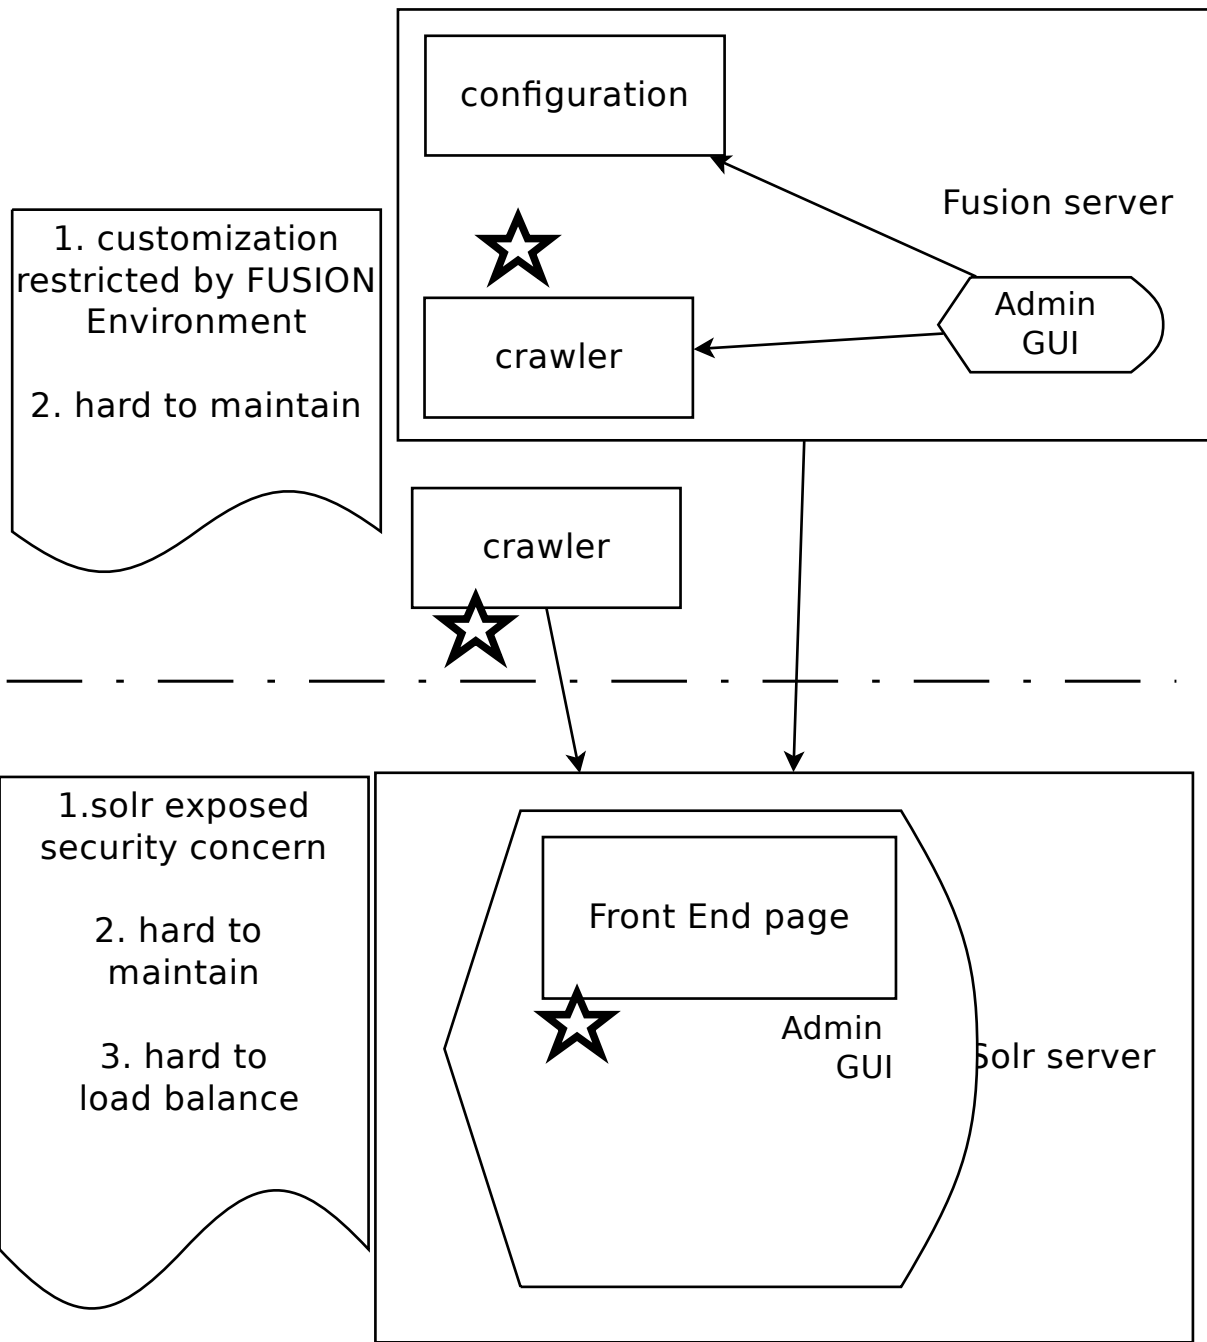 configuration
Fusion server
1. customization
restricted by FUSION
Environment
2. hard to maintain
Admin
GUI
crawler
crawler
1.solr exposed
security concern
2. hard to
maintain
3. hard to
load balance
Front End page
Admin
GUI
Solr server